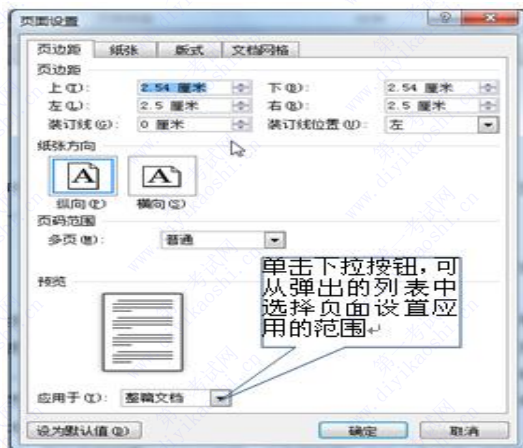 页面设置
页边距 纸张 版式 文档网格
页边距
上(T): 2.54 厘米 下(B): 2.54 厘米
左(L): 2.5 厘米 右(R): 2.5 厘米
装订线(G): 0 厘米 装订线位置(U): 左
纸张方向
纵向(P) 横向(S)
页码范围
多页(M): 普通
预览
单击下拉按钮，可
从弹出的列表中
选择页面设置应
用的范围↵
应用于(Y): 整篇文档
设为默认值(D) 确定 取消